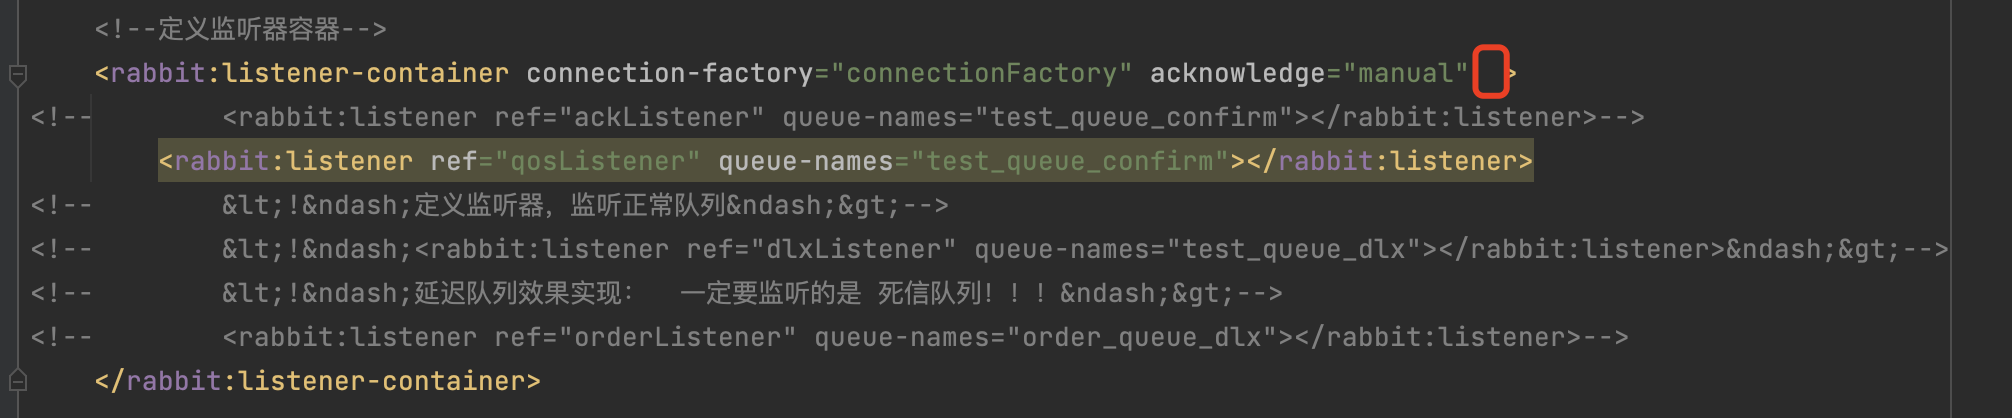 <!--定义监听器容器-->
<rabbit:listener-container connection-factory="connectionFactory" acknowledge="manual" >
<!-- <rabbit:listener ref="ackListener" queue-names="test_queue_confirm"></rabbit:listener>-->
<rabbit:listener ref="qosListener" queue-names="test_queue_confirm"></rabbit:listener>
<!-- &lt;!&ndash;定义监听器，监听正常队列&ndash;&gt;-->
<!-- &lt;!&ndash;<rabbit:listener ref="dlxListener" queue-names="test_queue_dlx"></rabbit:listener>&ndash;&gt;-->
<!-- &lt;!&ndash;延迟队列效果实现： 一定要监听的是 死信队列！！！&ndash;&gt;-->
<!-- <rabbit:listener ref="orderListener" queue-names="order_queue_dlx"></rabbit:listener>-->
</rabbit:listener-container>